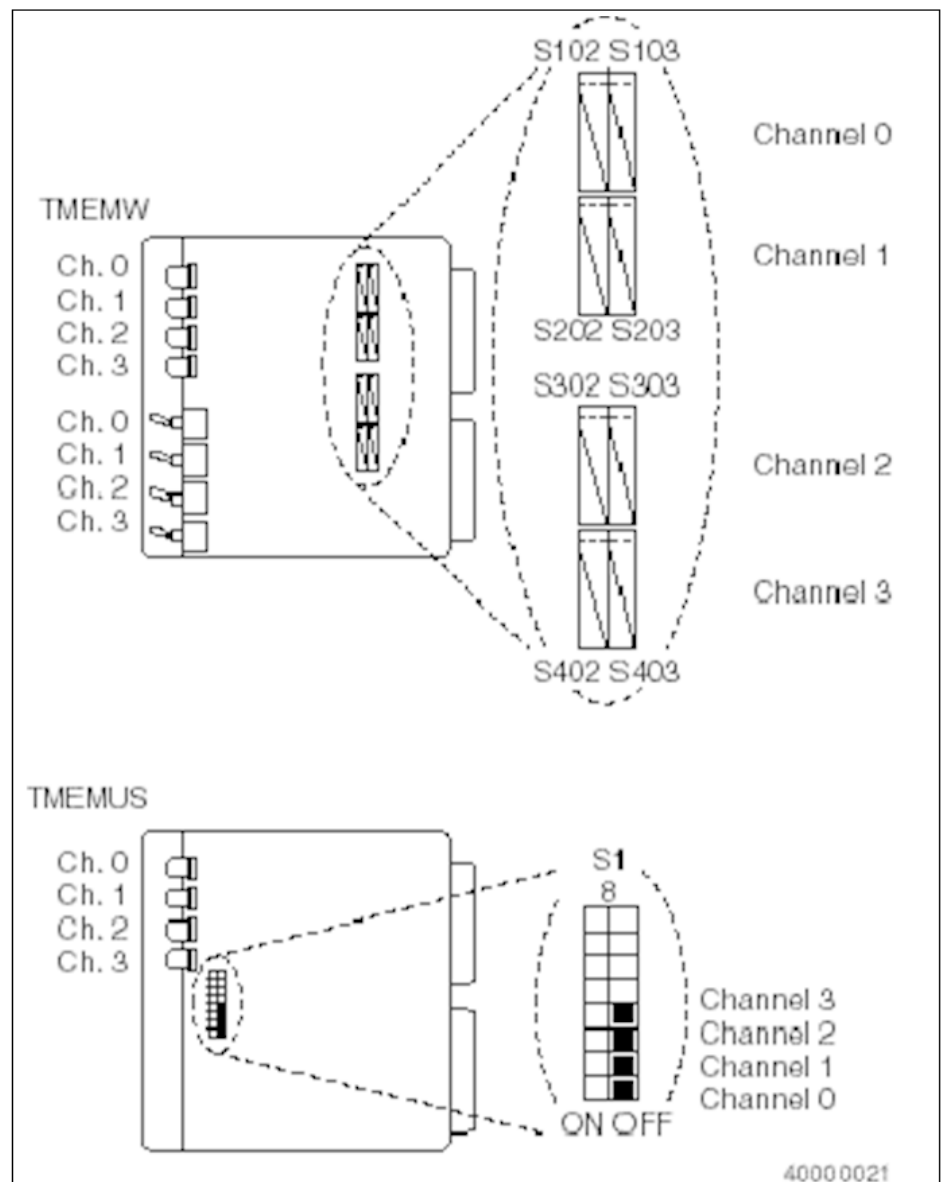 S102 S103
Channel 0
Channel 1
S202 S203
S302 S303
Channel 2
Channel 3
S402 S403
TMEMW
Ch. 0
Ch. 1
Ch. 2
Ch. 3
Ch. 0
Ch. 1
Ch. 2
Ch. 3
TMEMUS
Ch. 0
Ch. 1
Ch. 2
Ch. 3
S1
8
Channel 3
Channel 2
Channel 1
Channel 0
ON OFF
40000021